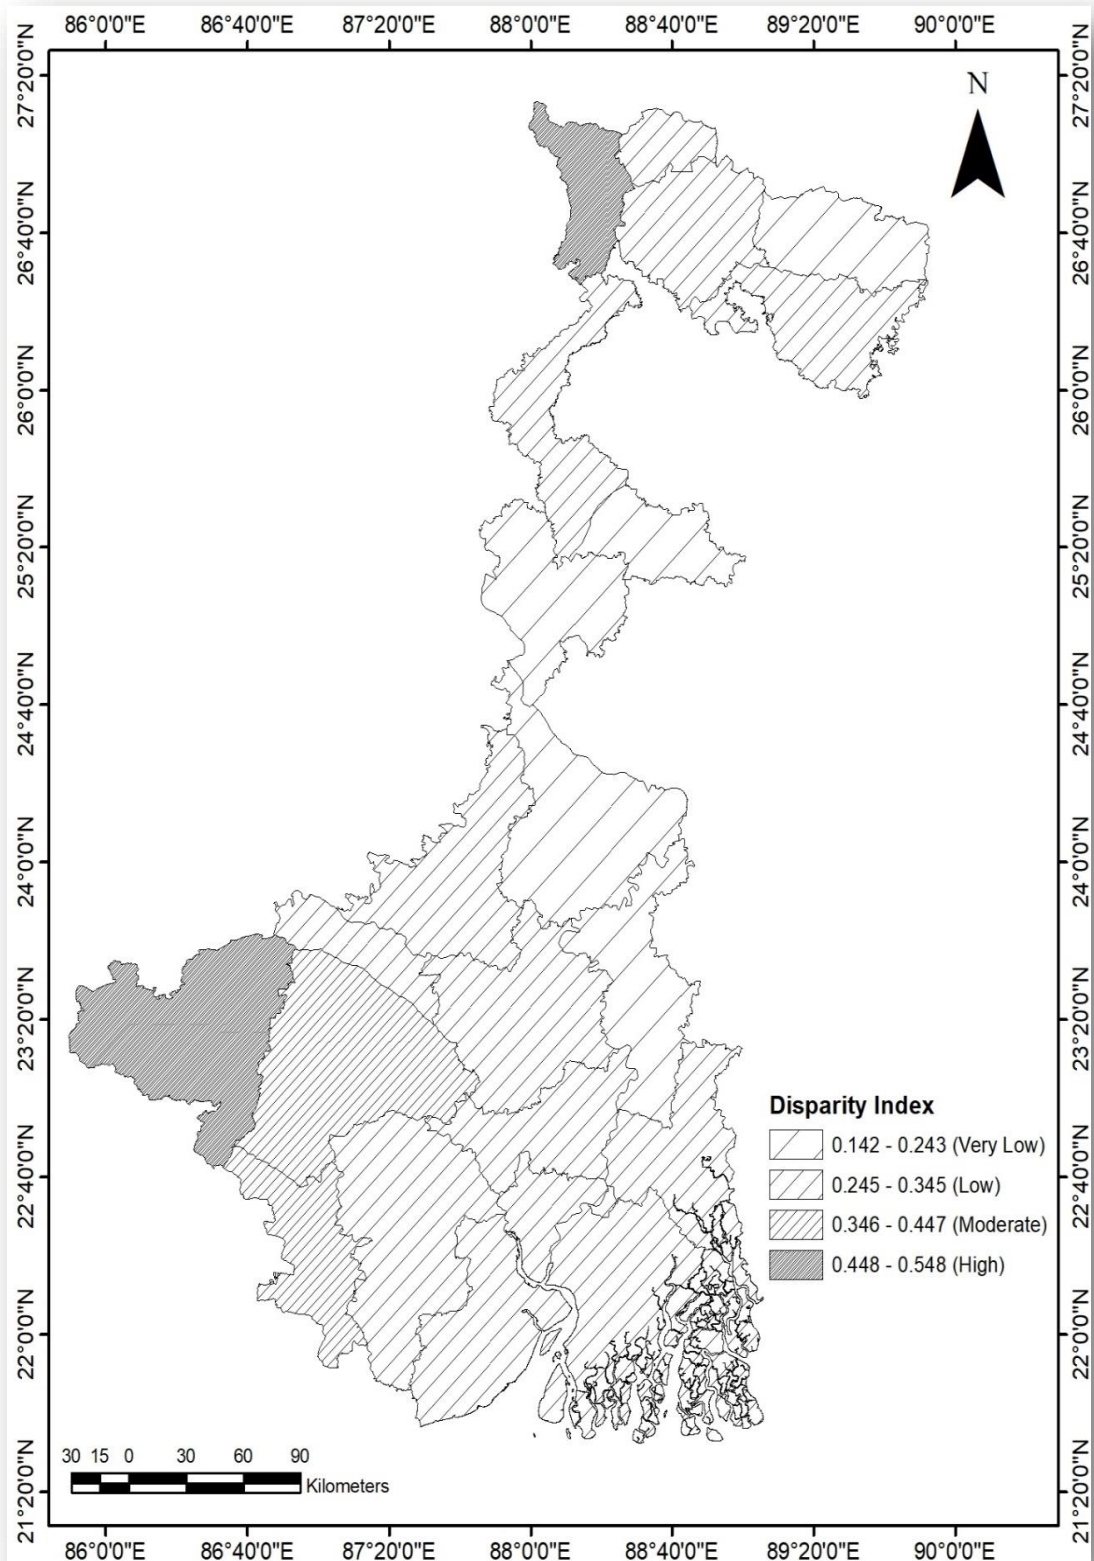 86°0'0"E 86°40'0"E 87°20'0"E 88°0'0"E 88°40'0"E 89°20'0"E 90°0'0"E
27°20'0"N 27°20'0"N
N
26°40'0"N 26°40'0"N
26°0'0"N 26°0'0"N
25°20'0"N 25°20'0"N
24°40'0"N 24°40'0"N
24°0'0"N 24°0'0"N
23°20'0"N 23°20'0"N
Disparity Index
0.142 - 0.243 (Very Low)
22°40'0"N 22°40'0"N
0.245 - 0.345 (Low)
0.346 - 0.447 (Moderate)
0.448 - 0.548 (High)
22°0'0"N 22°0'0"N
30 15 0 30 60 90
Kilometers
21°20'0"N 21°20'0"N
86°0'0"E 86°40'0"E 87°20'0"E 88°0'0"E 88°40'0"E 89°20'0"E 90°0'0"E